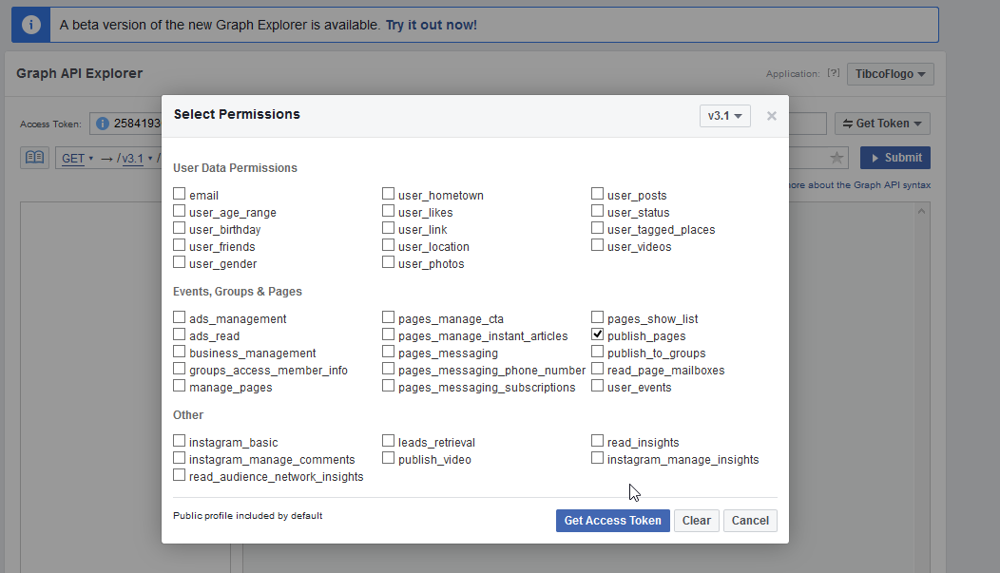 A beta version of the new Graph Explorer is available. Try it out now!
Graph API Explorer
Application: [?] TibcoFlogo
Access Token: 2584193
Get Token
GET → / v3.1 /
Submit
more about the Graph API syntax
Select Permissions
v3.1
User Data Permissions
email user_hometown user_posts
user_age_range user_likes user_status
user_birthday user_link user_tagged_places
user_friends user_location user_videos
user_gender user_photos
Events, Groups & Pages
ads_management pages_manage_cta pages_show_list
ads_read pages_manage_instant_articles publish_pages
business_management pages_messaging publish_to_groups
groups_access_member_info pages_messaging_phone_number read_page_mailboxes
manage_pages pages_messaging_subscriptions user_events
Other
instagram_basic leads_retrieval read_insights
instagram_manage_comments publish_video instagram_manage_insights
read_audience_network_insights
Public profile included by default
Get Access Token Clear Cancel